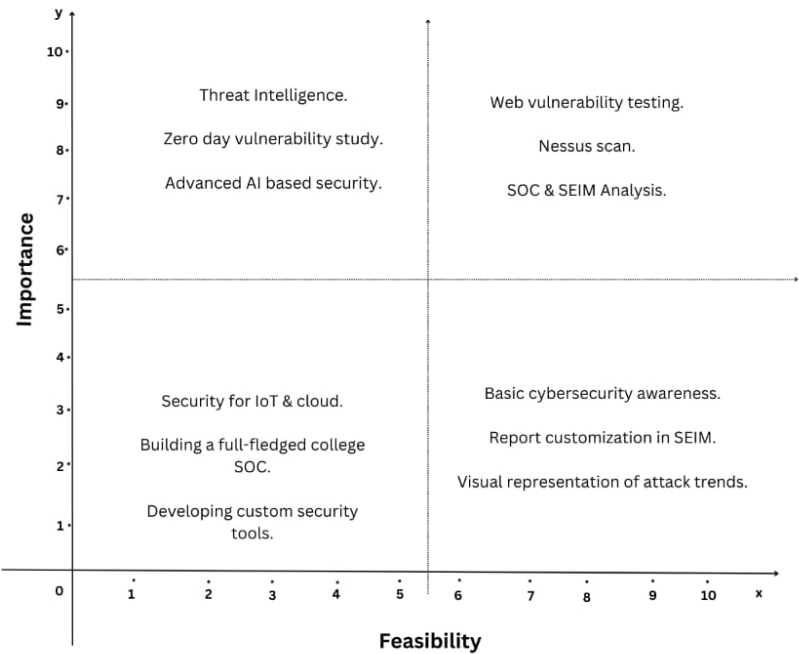 y
10
9
8
7
6
5
4
3
2
1
0
Importance
Threat Intelligence.
Zero day vulnerability study.
Advanced AI based security.
Web vulnerability testing.
Nessus scan.
SOC & SEIM Analysis.
Security for IoT & cloud.
Building a full-fledged college
SOC.
Developing custom security
tools.
Basic cybersecurity awareness.
Report customization in SEIM.
Visual representation of attack trends.
1 2 3 4 5 6 7 8 9 10 x
Feasibility